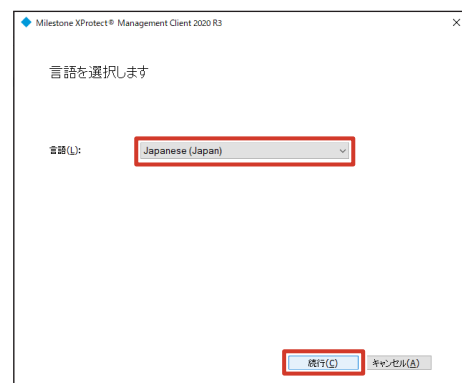 Milestone XProtect® Management Client 2020 R3
言語を選択します
言語(L): Japanese (Japan)
続行(C) キャンセル(A)